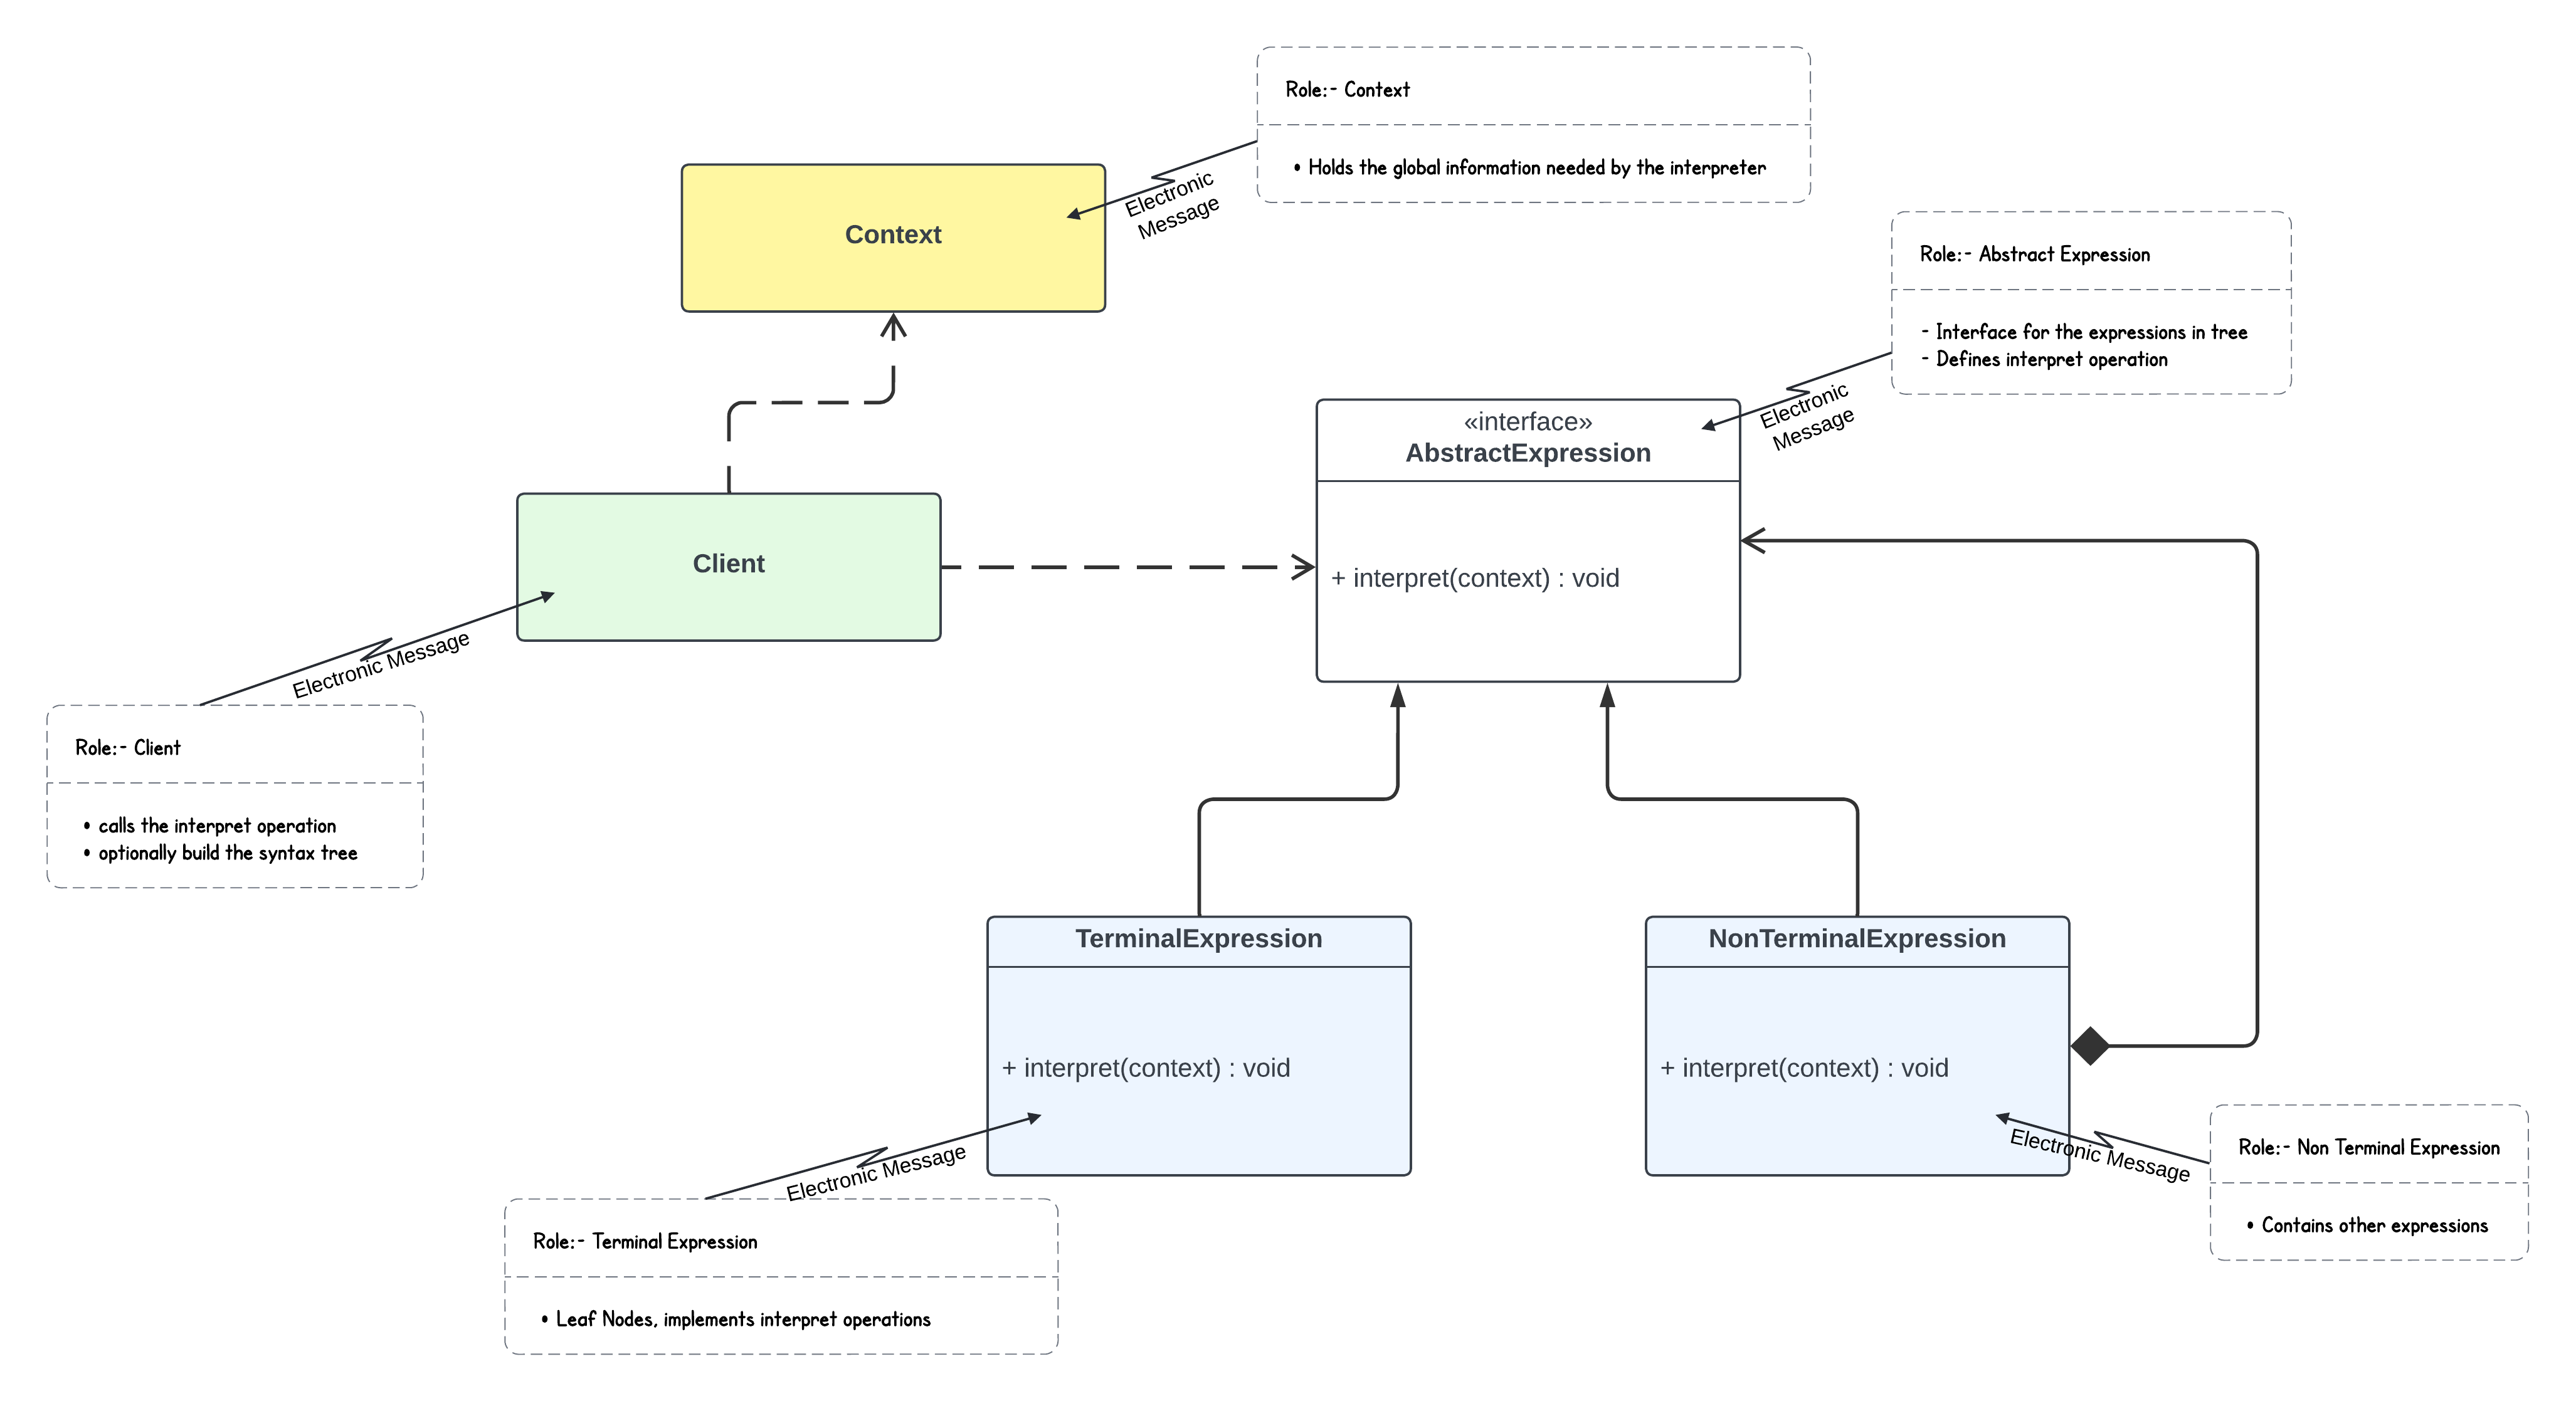 Role:- Context
• Holds the global information needed by the interpreter
Electronic
Message
Context
Role:- Abstract Expression
- Interface for the expressions in tree
- Defines interpret operation
Electronic
Message
«interface»
AbstractExpression
+ interpret(context) : void
Client
Electronic Message
Role:- Client
• calls the interpret operation
• optionally build the syntax tree
TerminalExpression
+ interpret(context) : void
NonTerminalExpression
+ interpret(context) : void
Electronic Message
Role:- Terminal Expression
• Leaf Nodes, implements interpret operations
Electronic Message
Role:- Non Terminal Expression
• Contains other expressions